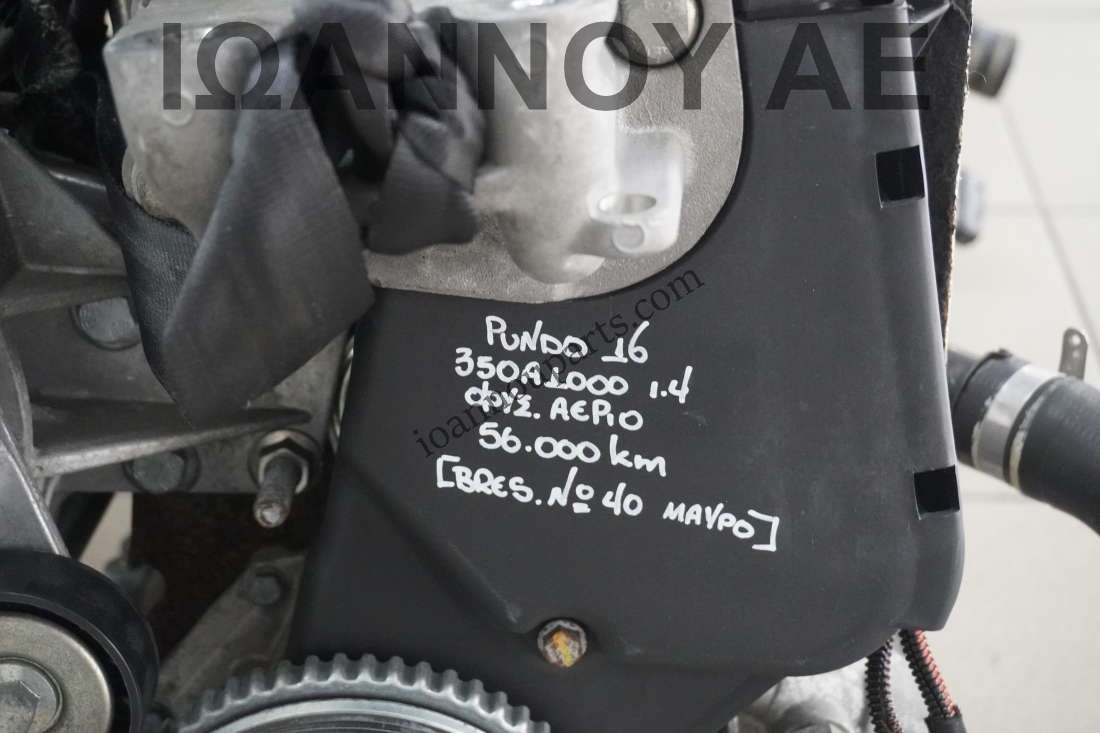 ΙΩΑΝΝΟΥ ΑΕ
PUNDO 16
350A1000 1.4
ΦΥΣ. ΑΕΡΙΟ
56.000 km
[BRES. Nº 40 ΜΑΥΡΟ]
ioannouparts.com